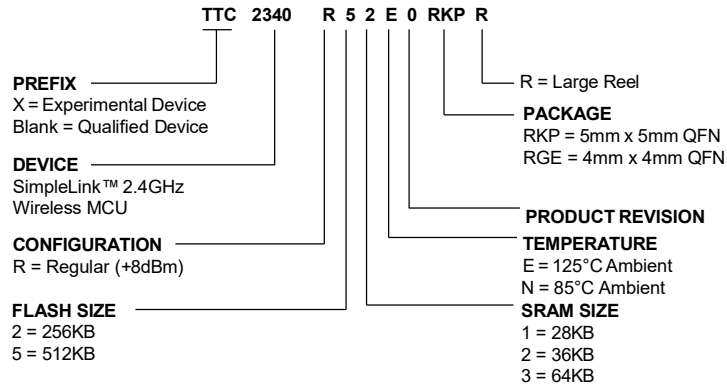 TTC 2340 R 5 2 E 0 RKP R
PREFIX
X = Experimental Device
Blank = Qualified Device
DEVICE
SimpleLink™ 2.4GHz
Wireless MCU
CONFIGURATION
R = Regular (+8dBm)
FLASH SIZE
2 = 256KB
5 = 512KB
R = Large Reel
PACKAGE
RKP = 5mm x 5mm QFN
RGE = 4mm x 4mm QFN
PRODUCT REVISION
TEMPERATURE
E = 125°C Ambient
N = 85°C Ambient
SRAM SIZE
1 = 28KB
2 = 36KB
3 = 64KB